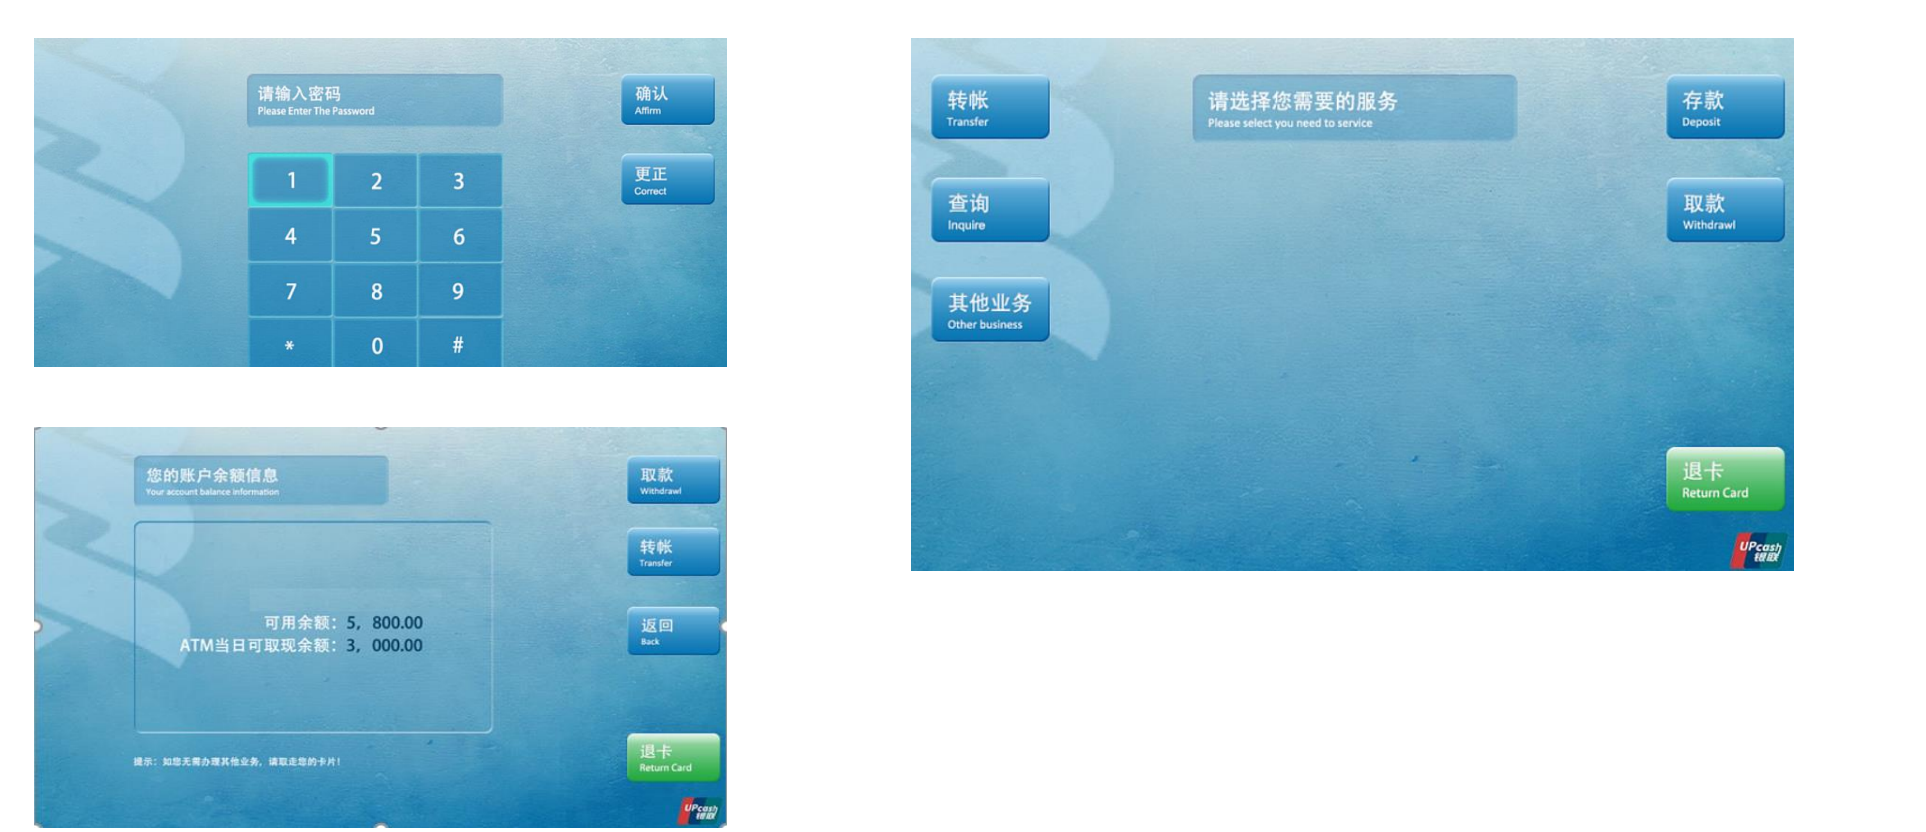 请输入密码
Please Enter The Password
确认
Affirm
更正
Correct
1 2 3
4 5 6
7 8 9
* 0 #
转帐
Transfer
请选择您需要的服务
Please select you need to service
存款
Deposit
查询
Inquire
取款
Withdrawl
其他业务
Other business
退卡
Return Card
UPcash
银联
您的账户余额信息
Your account balance information
取款
Withdrawl
转帐
Transfer
可用余额：5，800.00
ATM当日可取现余额：3，000.00
返回
Back
提示：如您无需办理其他业务，请取走您的卡片！
退卡
Return Card
UPcash
银联